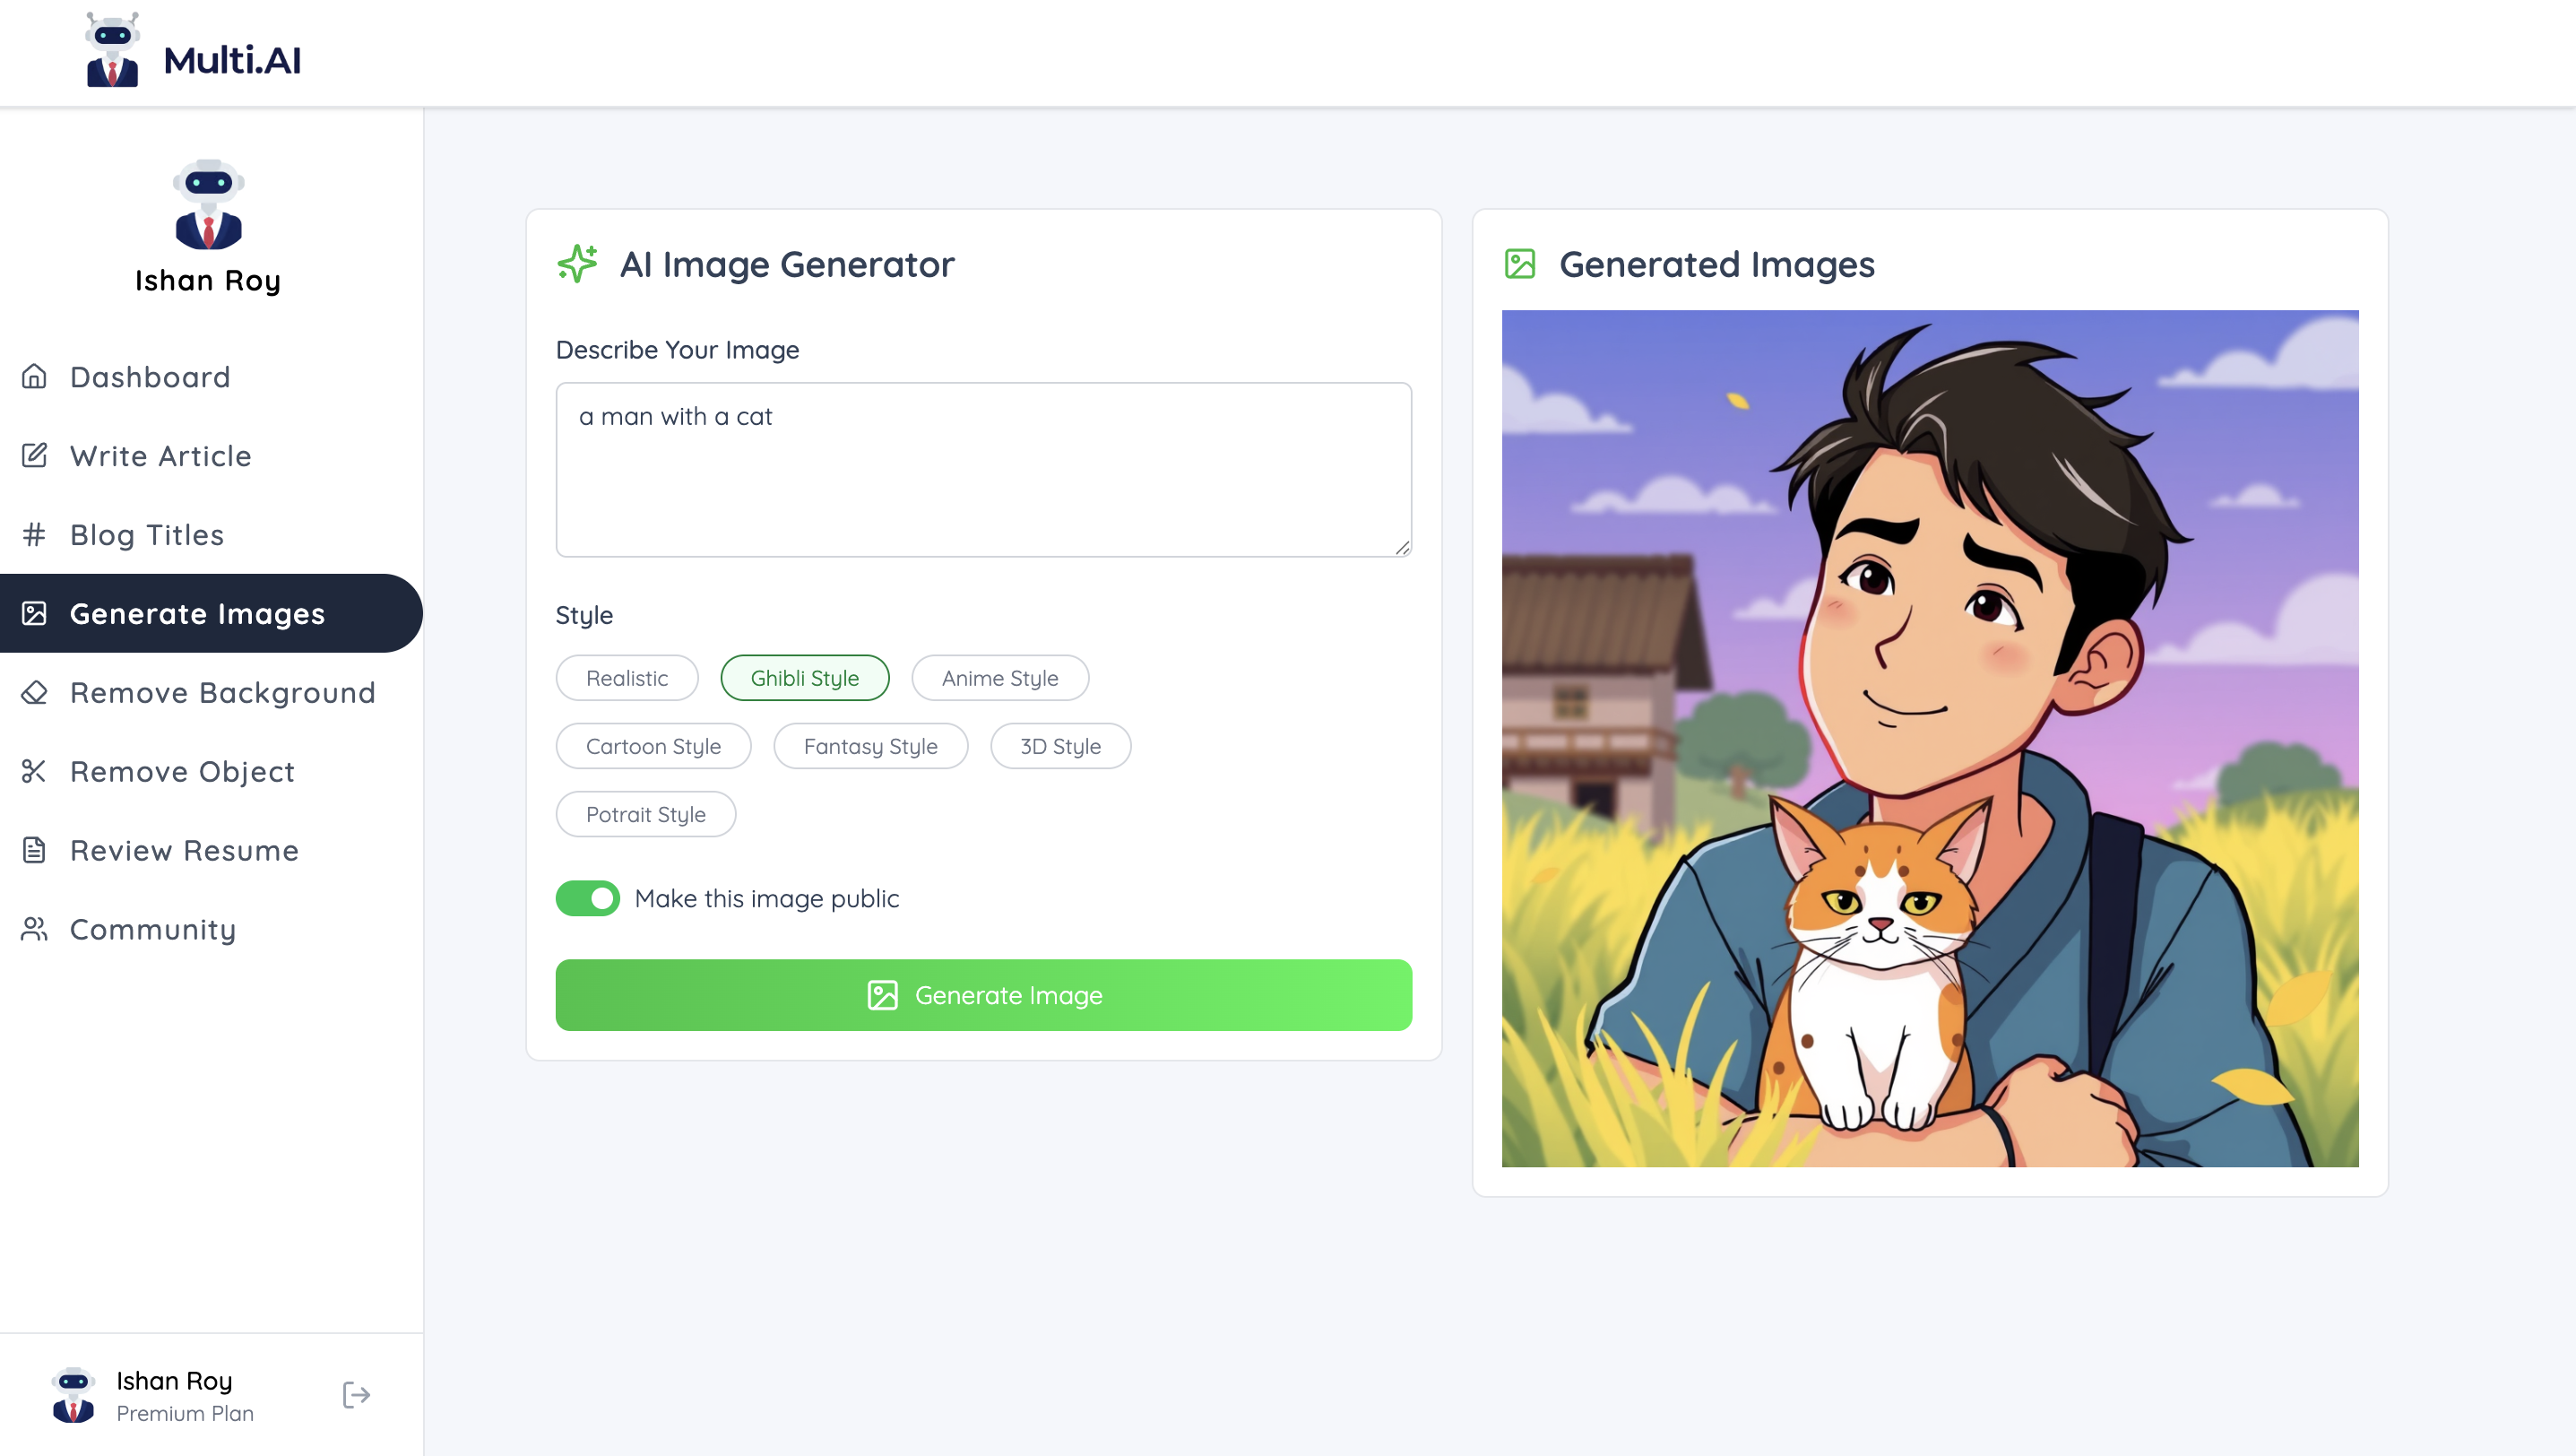 Multi.AI
Ishan Roy
Dashboard
Write Article
Blog Titles
Generate Images
Remove Background
Remove Object
Review Resume
Community
Ishan Roy
Premium Plan
AI Image Generator
Describe Your Image
a man with a cat
Style
Realistic
Ghibli Style
Anime Style
Cartoon Style
Fantasy Style
3D Style
Potrait Style
Make this image public
Generate Image
Generated Images